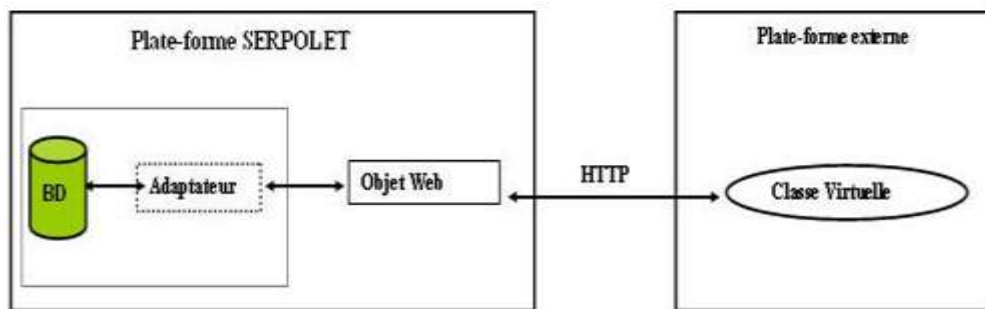 Plate-forme SERPOLET
Plate-forme externe
BD
Adaptateur
Objet Web
HTTP
Classe Virtuelle